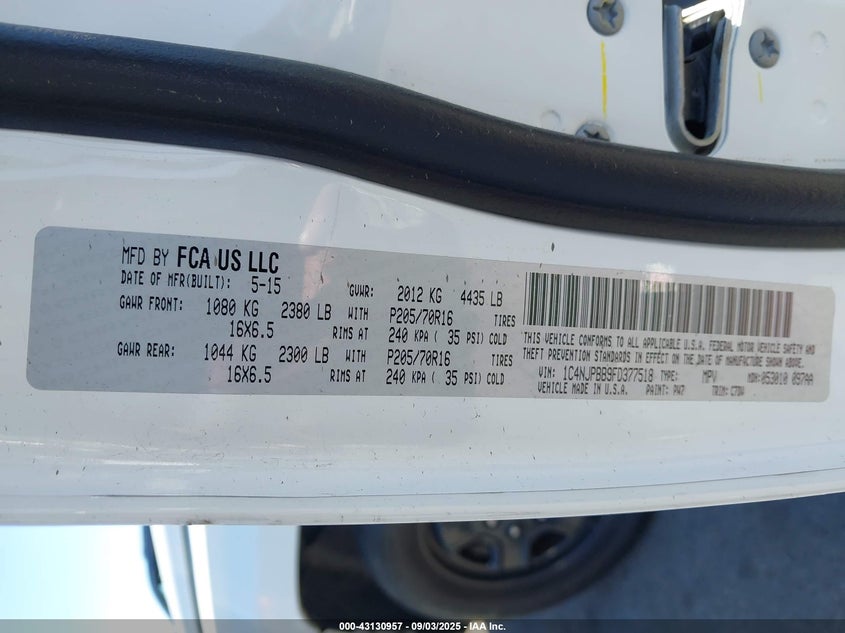 MFD BY FCA US LLC
DATE OF MFR(BUILT): 5-15 GVWR: 2012 KG 4435 LB
GAWR FRONT: 1080 KG 2380 LB WITH P205/70R16 TIRES
16X6.5 RIMS AT 240 KPA ( 35 PSI) COLD
GAWR REAR: 1044 KG 2300 LB WITH P205/70R16 TIRES
16X6.5 RIMS AT 240 KPA ( 35 PSI) COLD
THIS VEHICLE CONFORMS TO ALL APPLICABLE U.S.A. FEDERAL MOTOR VEHICLE SAFETY AND
THEFT PREVENTION STANDARDS IN EFFECT ON THE DATE OF MANUFACTURE SHOWN ABOVE.
VIN: 1C4NJPBB9FD377518 TYPE: MPV MDH: 053010 097AA
VEHICLE MADE IN U.S.A. PAINT: PW7 TRIM:
000-43130957 - 09/03/2025 - IAA Inc.